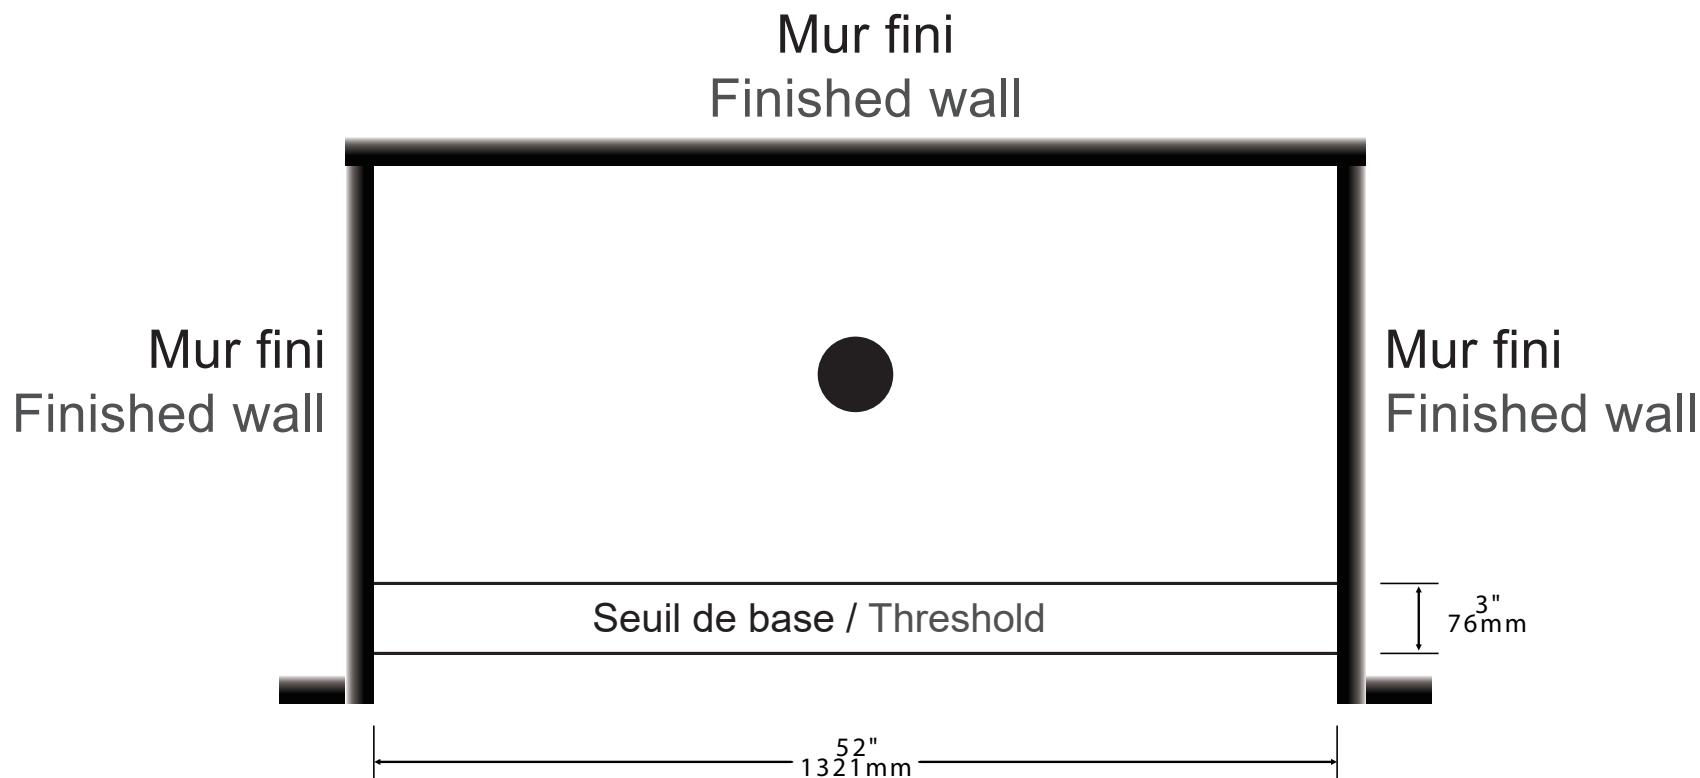 Mur fini
Finished wall
Mur fini
Finished wall
Mur fini
Finished wall
Seuil de base / Threshold
3"
76mm
52"
1321mm